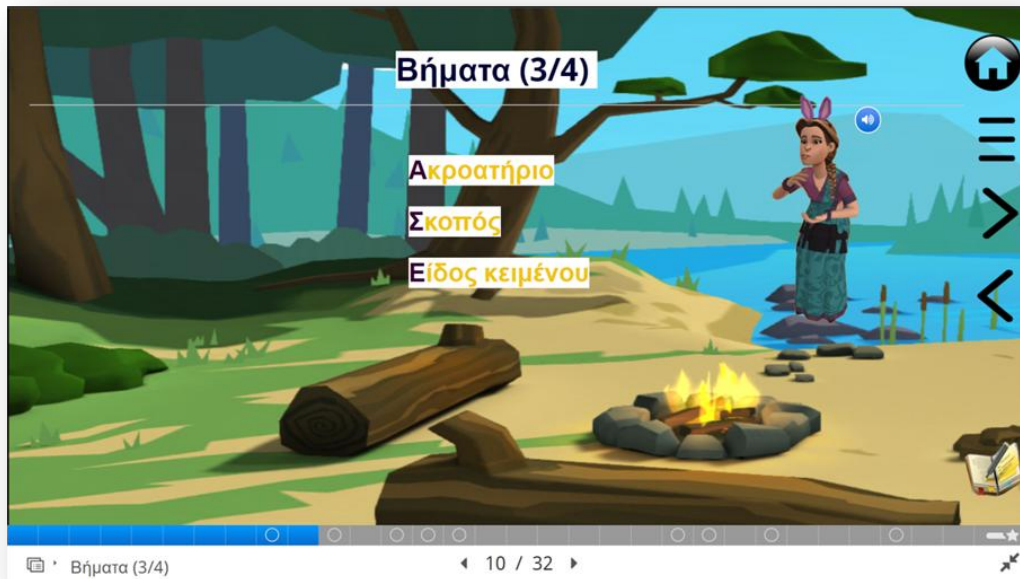 Βήματα (3/4)
Ακροατήριο
Σκοπός
Είδος κειμένου
Βήματα (3/4)
10 / 32